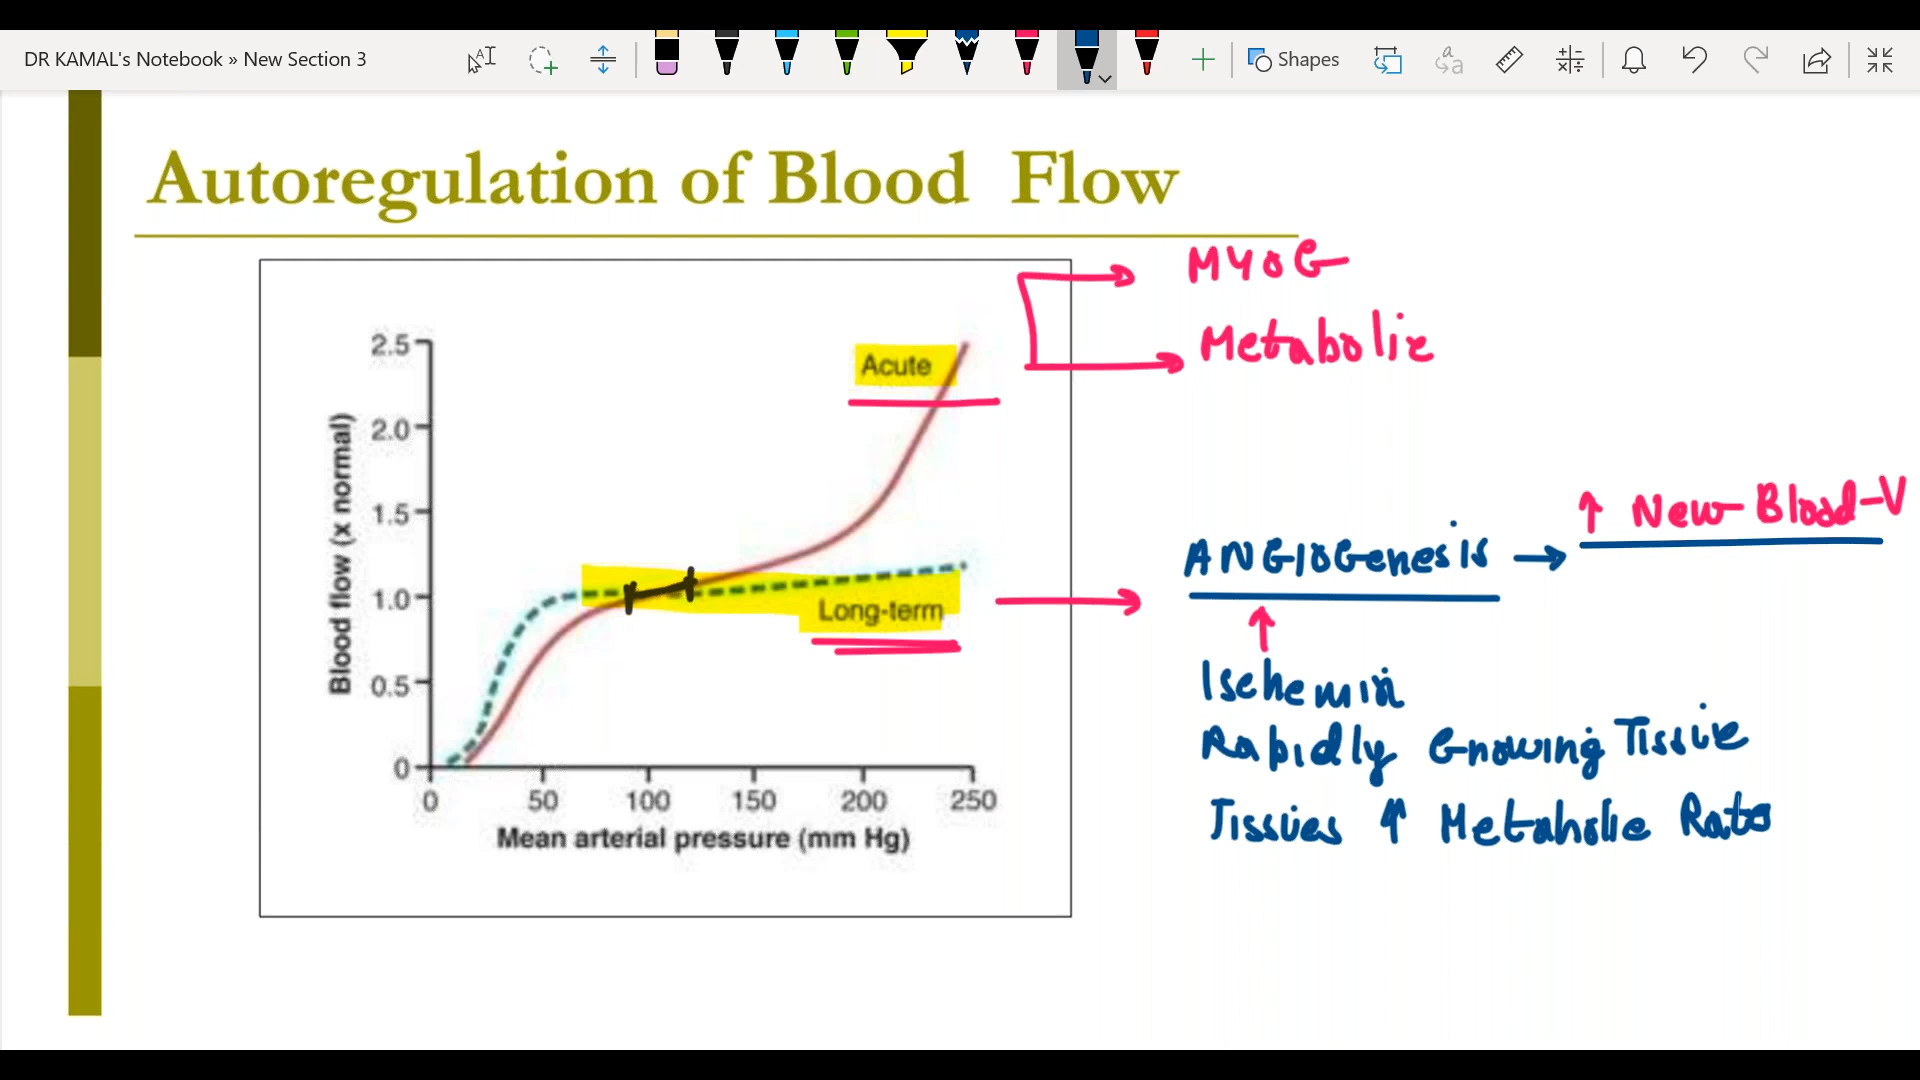 DR KAMAL's Notebook » New Section 3
Shapes
Autoregulation of Blood Flow
MYOG
Metabolic
2.5
Acute
2.0
1.5
1.0
0.5
0
Blood flow (x normal)
Long-term
0 50 100 150 200 250
Mean arterial pressure (mm Hg)
ANGIOGenesis → ↑ New-Blood-V
↑
Ischemia
Rapidly Growing Tissue
Tissues ↑ Metabolic Rate